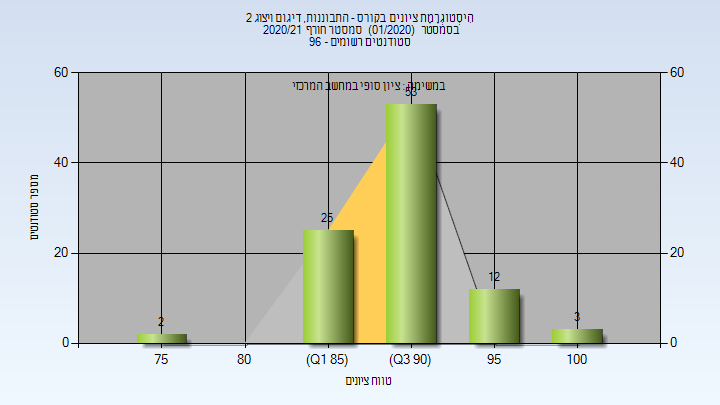 היסטוגרמת ציונים בקורס - התבוננות, דיגום ויצוג 2
בסמסטר (01/2020) סמסטר חורף 2020/21
סטודנטים רשומים - 96
במשימה: ציון סופי במחשב המרכזי
מספר סטודנטים
60
40
20
0
60
40
20
0
2
25
53
12
3
75
80
(Q1 85)
(Q3 90)
95
100
טווח ציונים